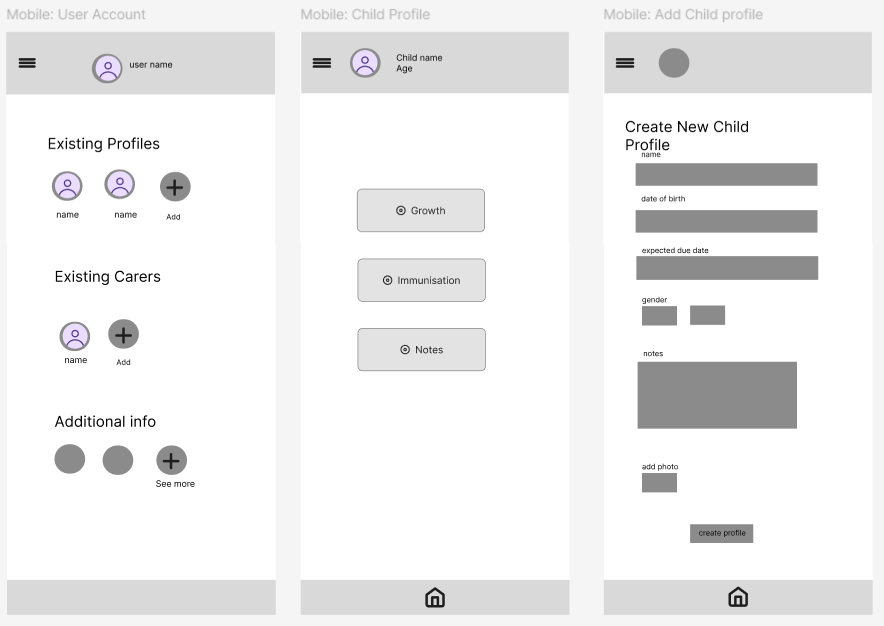 Mobile: User Account
user name
Existing Profiles
name
name
Add
Existing Carers
name
Add
Additional info
See more
Mobile: Child Profile
Child name
Age
Growth
Immunisation
Notes
Mobile: Add Child profile
Create New Child
Profile
name
date of birth
expected due date
gender
notes
add photo
create profile